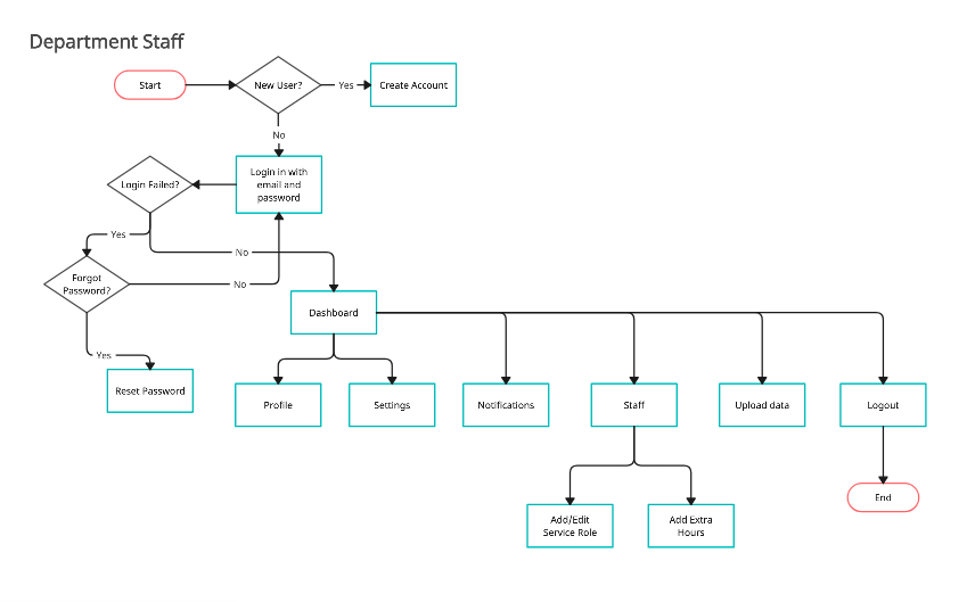 Department Staff
Start
New User?
Yes
Create Account
No
Login in with
email and
password
Login Failed?
Yes
No
Forgot
Password?
No
Dashboard
Yes
Reset Password
Profile
Settings
Notifications
Staff
Upload data
Logout
End
Add/Edit
Service Role
Add Extra
Hours